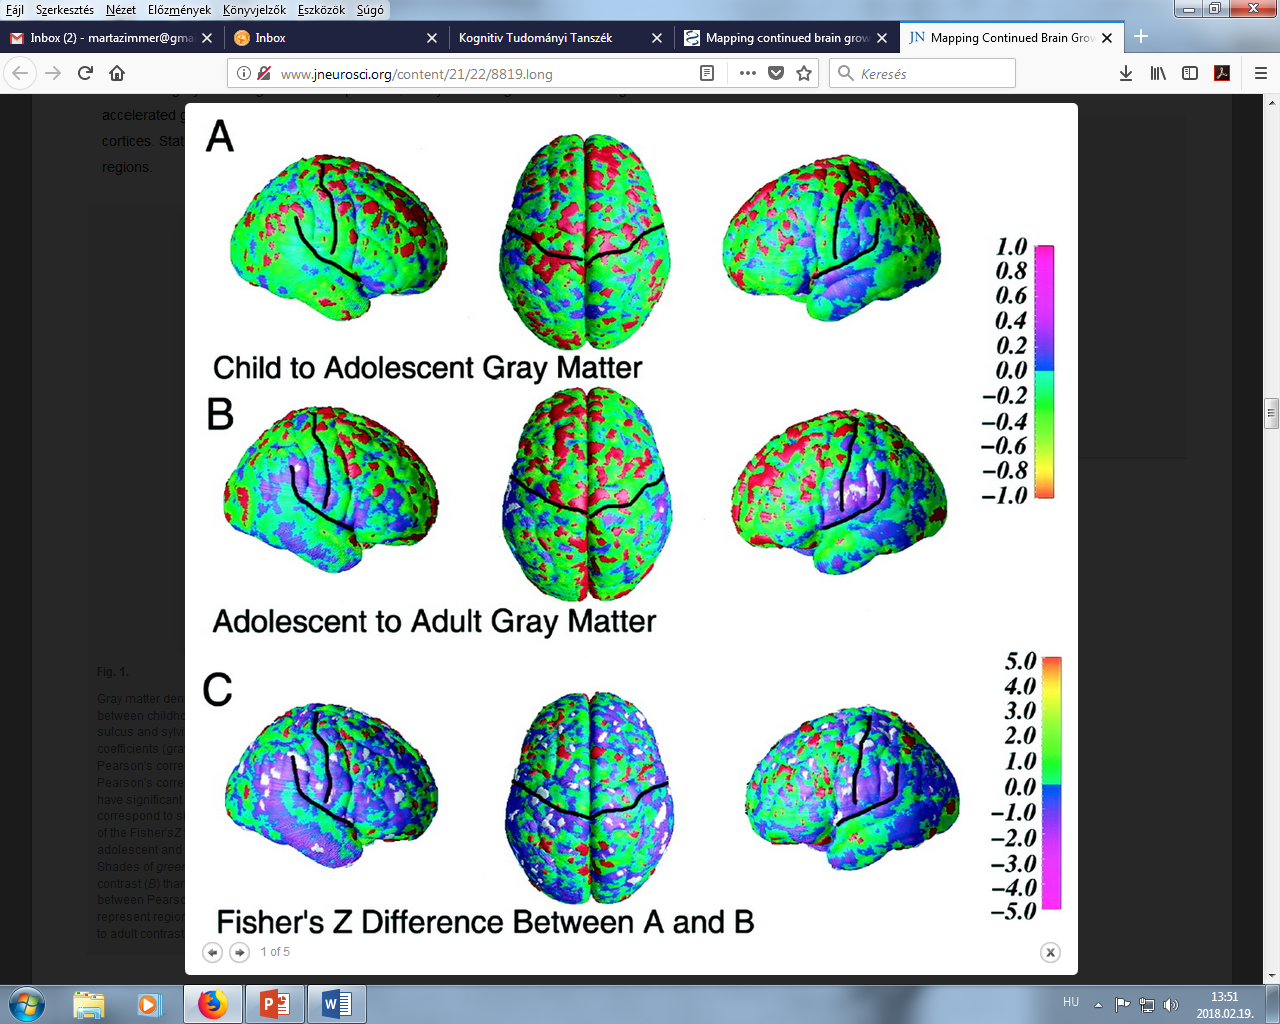 Fájl Szerkesztés Nézet Előzmények Könyvjelzők Eszközök Súgó
Inbox (2) - martazimmer@gma
Inbox
Kognitiv Tudományi Tanszék
Mapping continued brain grow
JN Mapping Continued Brain Grow
www.jneurosci.org/content/21/22/8819.long
Keresés
accelerated g
cortices. Stat
regions.
A
Child to Adolescent Gray Matter
1.0
0.8
0.6
0.4
0.2
0.0
−0.2
−0.4
−0.6
−0.8
−1.0
B
Adolescent to Adult Gray Matter
C
Fisher's Z Difference Between A and B
5.0
4.0
3.0
2.0
1.0
0.0
−1.0
−2.0
−3.0
−4.0
−5.0
1 of 5
Fig. 1.
Gray matter den
between childho
sulcus and sylvi
coefficients (gra
Pearson's corre
Pearson's corre
have significant
correspond to si
of the Fisher'sZ
adolescent and
Shades of gree
contrast (B) than
between Pearso
represent region
to adult contrast
HU
13:51
2018.02.19.